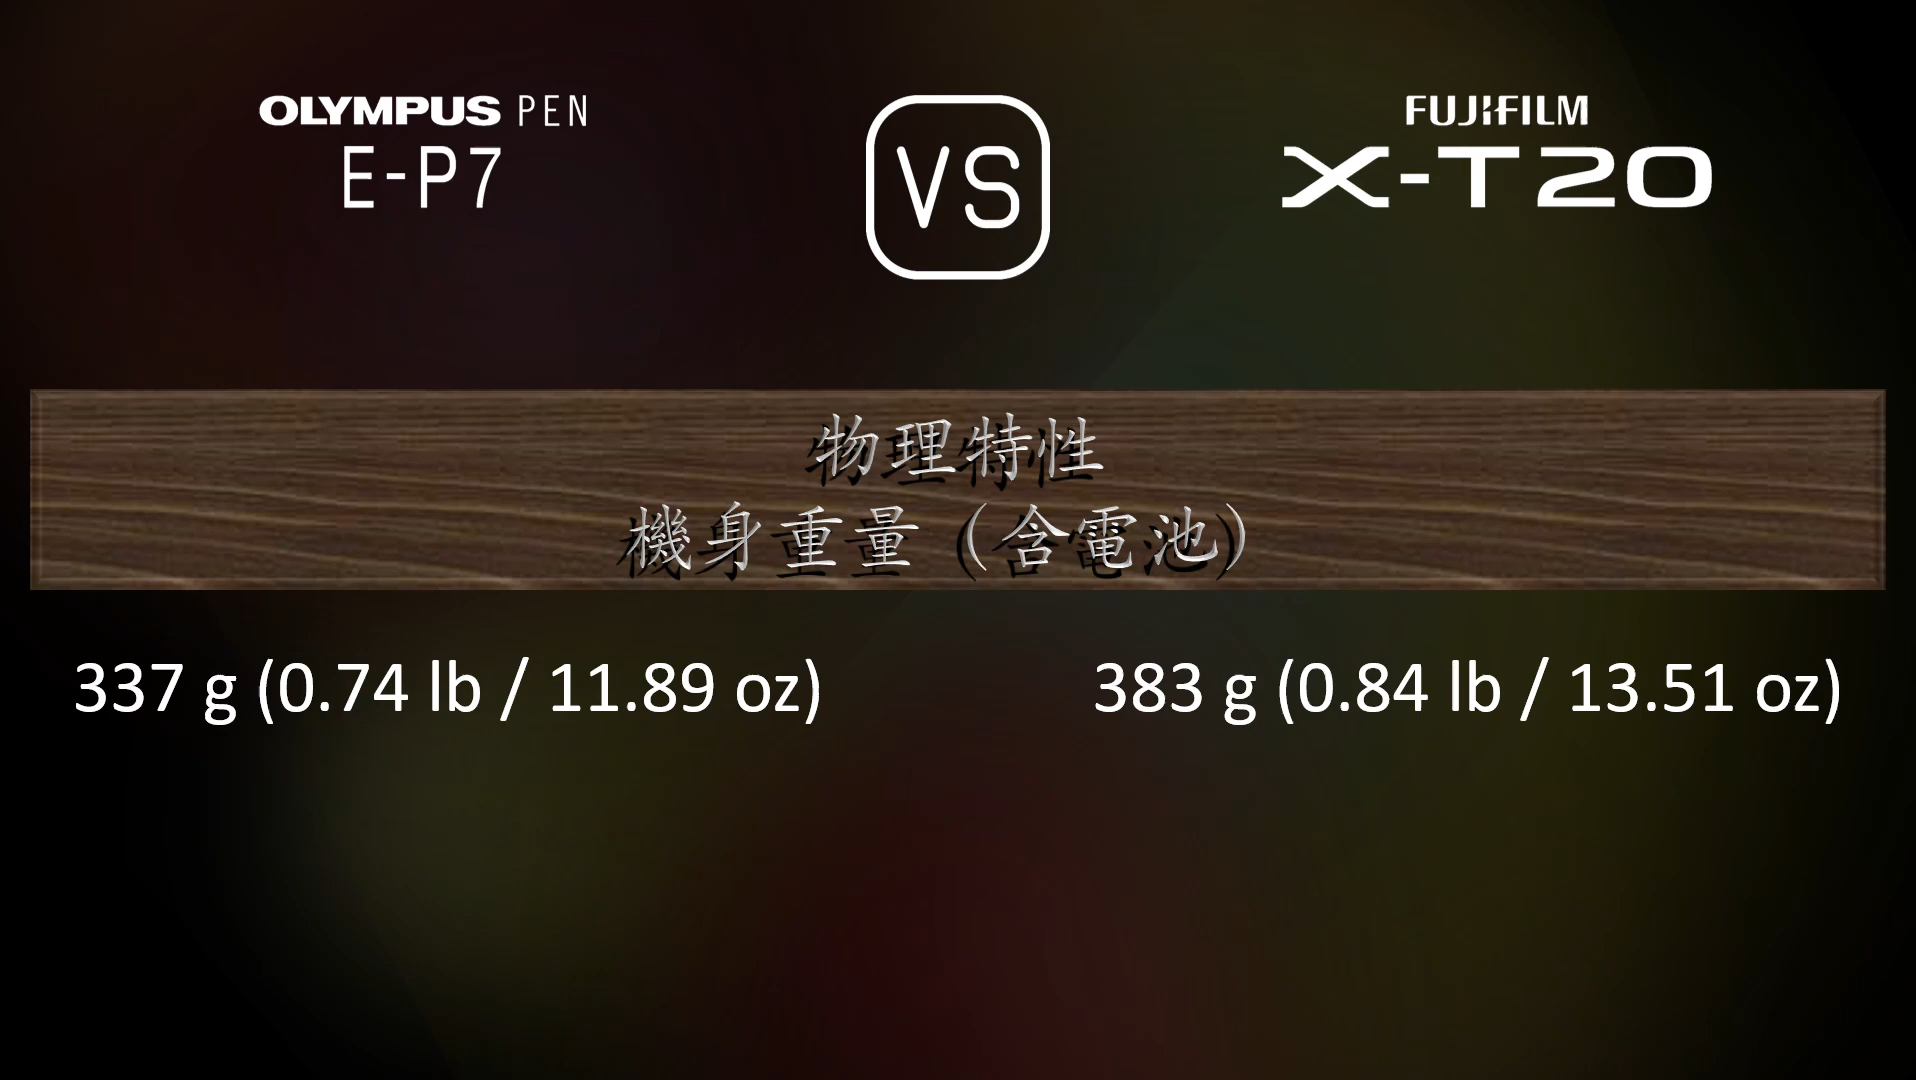 OLYMPUS PEN
E-P7
VS
FUJIFILM
X-T20
物理特性
機身重量（含電池）
337 g (0.74 lb / 11.89 oz)
383 g (0.84 lb / 13.51 oz)